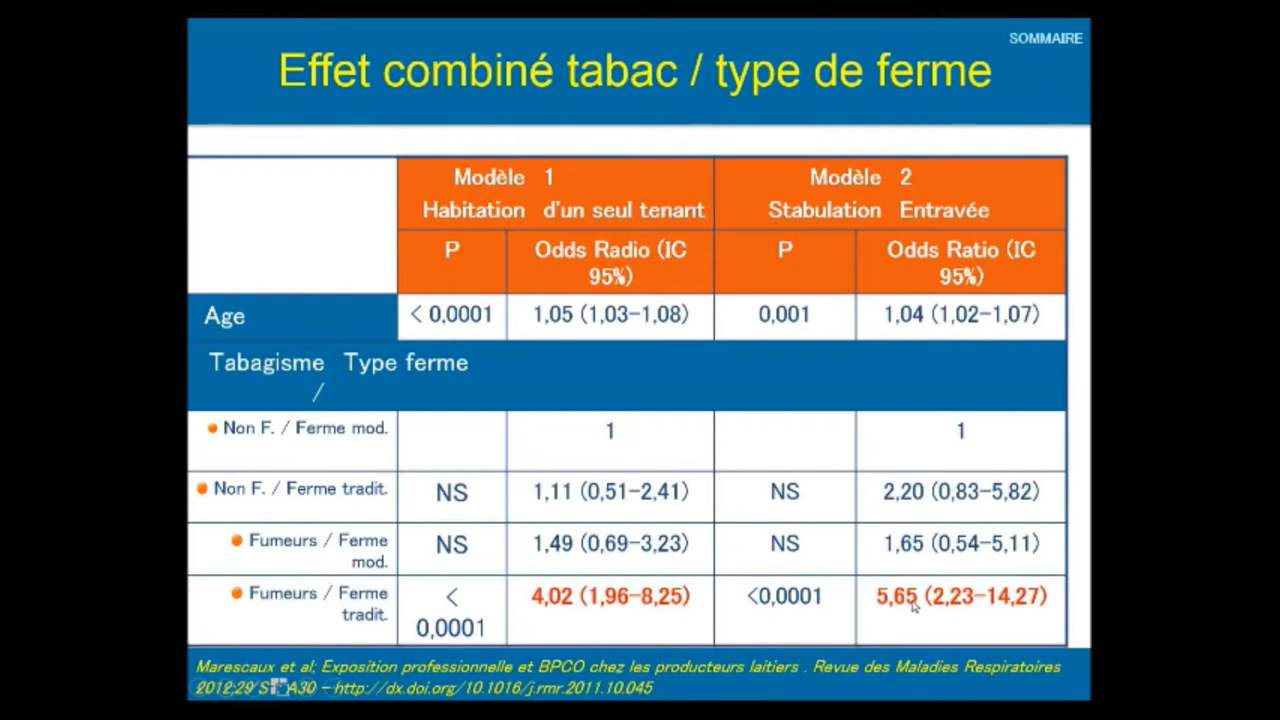 SOMMAIRE
Effet combiné tabac / type de ferme
Modèle 1
Habitation d'un seul tenant
Modèle 2
Stabulation Entravée
P
Odds Radio (IC
95%)
P
Odds Ratio (IC
95%)
Age
< 0,0001
1,05 (1,03-1,08)
0,001
1,04 (1,02-1,07)
Tabagisme Type ferme
/
Non F. / Ferme mod.
1
1
Non F. / Ferme tradit.
NS
1,11 (0,51-2,41)
NS
2,20 (0,83-5,82)
Fumeurs / Ferme
mod.
NS
1,49 (0,69-3,23)
NS
1,65 (0,54-5,11)
Fumeurs / Ferme
tradit.
<
0,0001
4,02 (1,96-8,25)
<0,0001
5,65 (2,23-14,27)
Marescaux et al; Exposition professionnelle et BPCO chez les producteurs laitiers . Revue des Maladies Respiratoires
2012;29 A30 - http://dx.doi.org/10.1016/j.rmr.2011.10.045